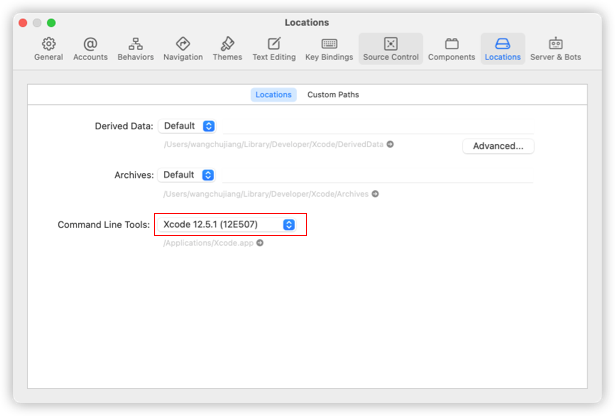 Locations
General Accounts Behaviors Navigation Themes Text Editing Key Bindings Source Control Components Locations Server & Bots
Locations Custom Paths
Derived Data: Default
/Users/wangchujiang/Library/Developer/Xcode/DerivedData
Advanced...
Archives: Default
/Users/wangchujiang/Library/Developer/Xcode/Archives
Command Line Tools: Xcode 12.5.1 (12E507)
/Applications/Xcode.app